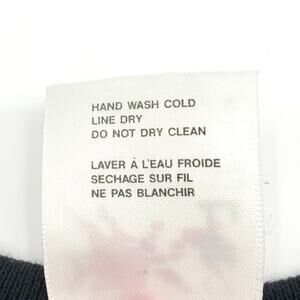 HAND WASH COLD
LINE DRY
DO NOT DRY CLEAN
LAVER À L'EAU FROIDE
SECHAGE SUR FIL
NE PAS BLANCHIR